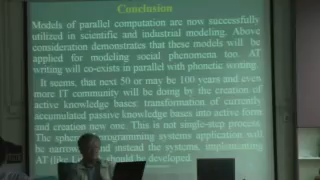 Conclusion
Models of parallel computation are now successfully
utilized in scientific and industrial modeling. Above
consideration demonstrates that these models will be
applied for modeling social phenomena too. AT
writing will co-exists in parallel with phonetic writing.
It seems, that next 50 or may be 100 years and even
more IT community will be doing by the creation of
active knowledge bases: transformation of currently
accumulated passive knowledge bases into active form
and creation new one. This is not single-step process.
The sphere programming systems application will
be narrow and instead the systems, implementing
AT (like should be developed.